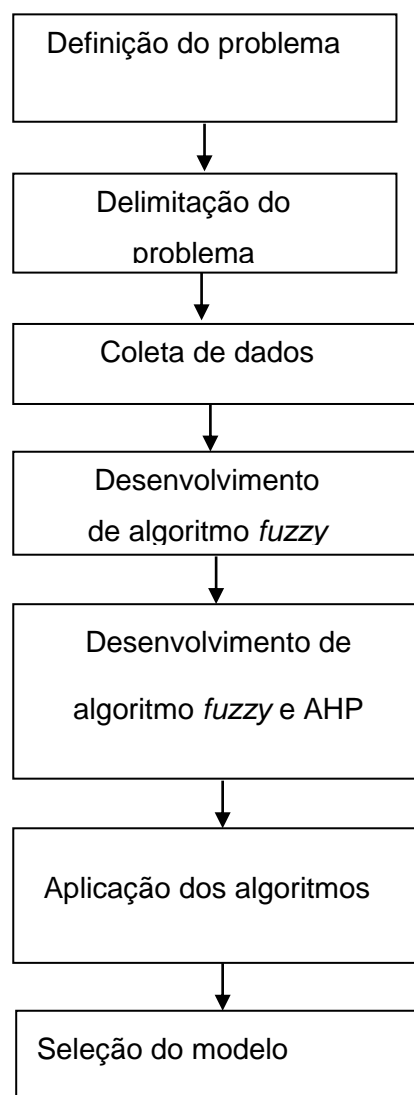 Definição do problema
Delimitação do
problema
Coleta de dados
Desenvolvimento
de algoritmo fuzzy
Desenvolvimento de
algoritmo fuzzy e AHP
Aplicação dos algoritmos
Seleção do modelo